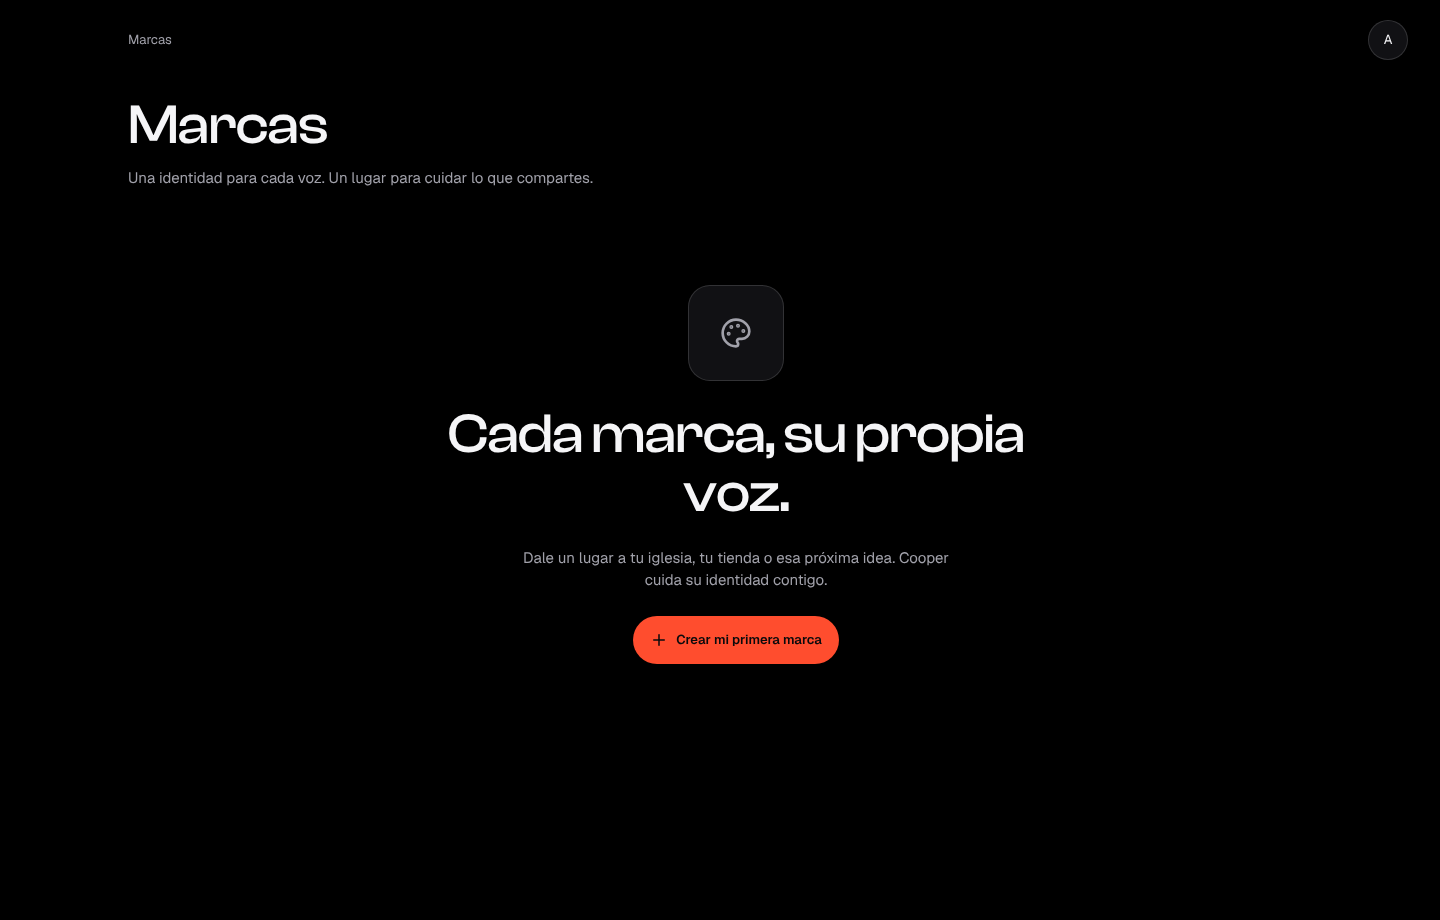 Marcas
A
Marcas
Una identidad para cada voz. Un lugar para cuidar lo que compartes.
Cada marca, su propia
voz.
Dale un lugar a tu iglesia, tu tienda o esa próxima idea. Cooper
cuida su identidad contigo.
Crear mi primera marca